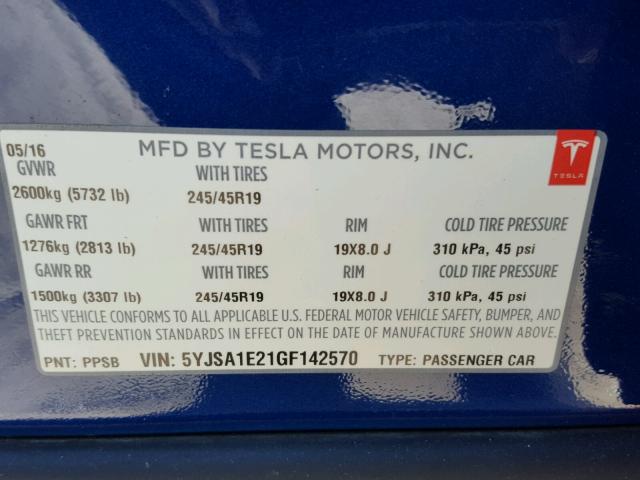 05/16 MFD BY TESLA MOTORS, INC.
TESLA
GVWR WITH TIRES
2600kg (5732 lb) 245/45R19
GAWR FRT WITH TIRES RIM COLD TIRE PRESSURE
1276kg (2813 lb) 245/45R19 19X8.0 J 310 kPa, 45 psi
GAWR RR WITH TIRES RIM COLD TIRE PRESSURE
1500kg (3307 lb) 245/45R19 19X8.0 J 310 kPa, 45 psi
THIS VEHICLE CONFORMS TO ALL APPLICABLE U.S. FEDERAL MOTOR VEHICLE SAFETY, BUMPER, AND
THEFT PREVENTION STANDARDS IN EFFECT ON THE DATE OF MANUFACTURE SHOWN ABOVE.
PNT: PPSB VIN: 5YJSA1E21GF142570 TYPE: PASSENGER CAR